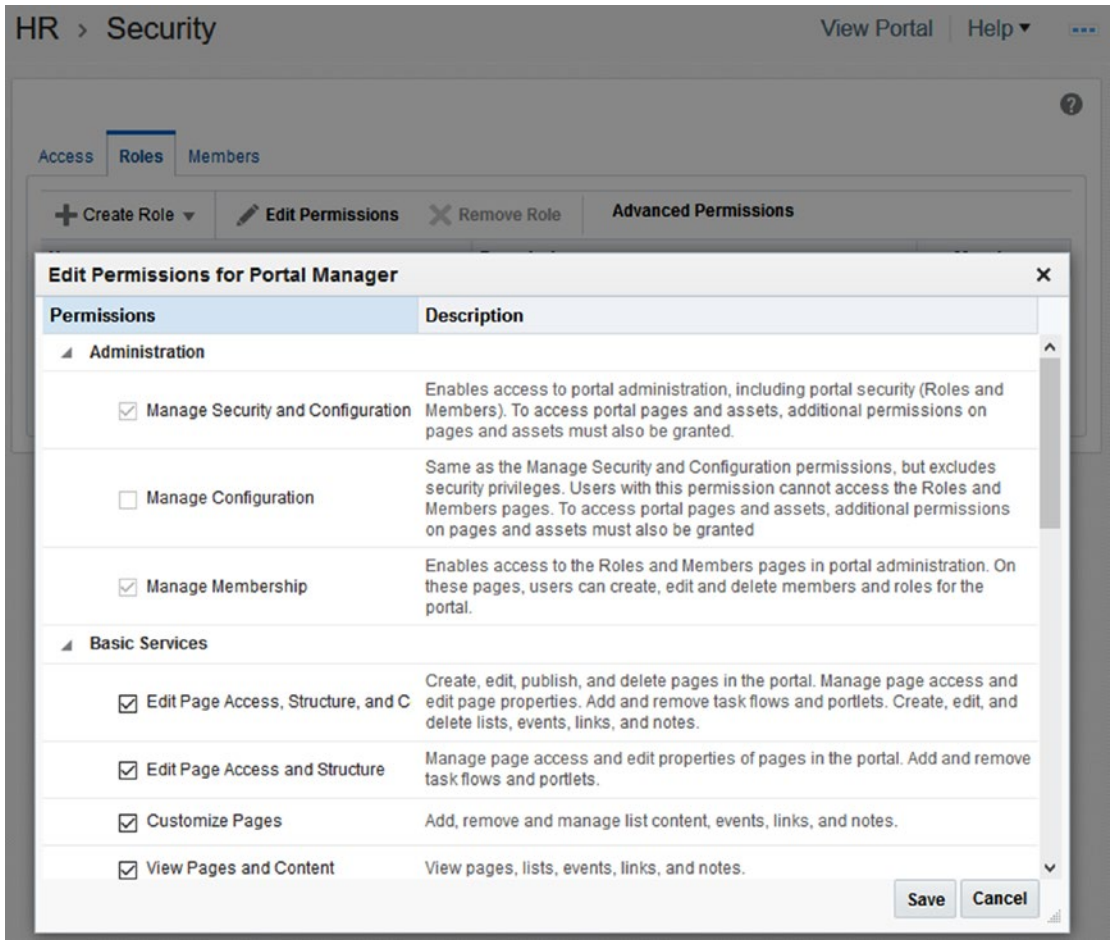 HR > Security
View Portal
Help
Access
Roles
Members
Create Role
Edit Permissions
Remove Role
Advanced Permissions
Edit Permissions for Portal Manager
Permissions
Description
Administration
Manage Security and Configuration
Enables access to portal administration, including portal security (Roles and
Members). To access portal pages and assets, additional permissions on
pages and assets must also be granted.
Manage Configuration
Same as the Manage Security and Configuration permissions, but excludes
security privileges. Users with this permission cannot access the Roles and
Members pages. To access portal pages and assets, additional permissions
on pages and assets must also be granted
Manage Membership
Enables access to the Roles and Members pages in portal administration. On
these pages, users can create, edit and delete members and roles for the
portal.
Basic Services
Edit Page Access, Structure, and C
Create, edit, publish, and delete pages in the portal. Manage page access and
edit page properties. Add and remove task flows and portlets. Create, edit, and
delete lists, events, links, and notes.
Edit Page Access and Structure
Manage page access and edit properties of pages in the portal. Add and remove
task flows and portlets.
Customize Pages
Add, remove and manage list content, events, links, and notes.
View Pages and Content
View pages, lists, events, links, and notes.
Save
Cancel